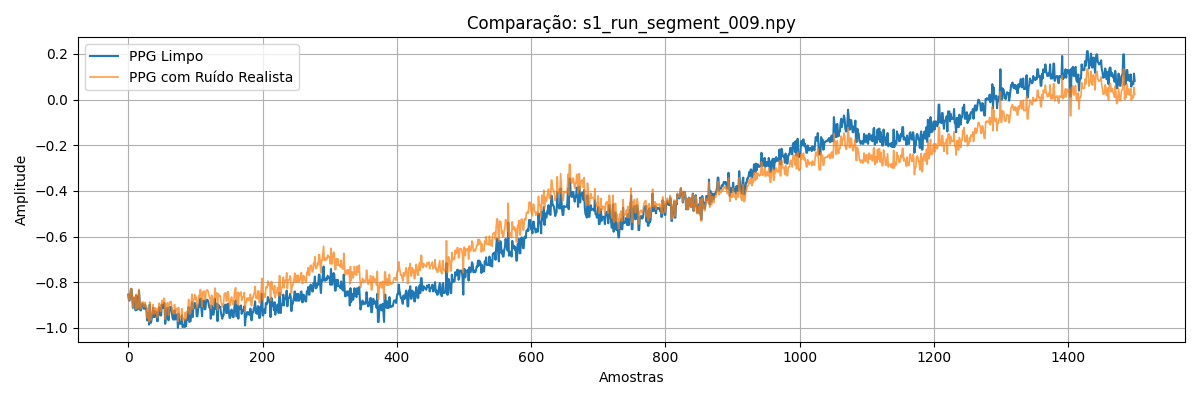 Comparação: s1_run_segment_009.npy
PPG Limpo
PPG com Ruído Realista
Amplitude
0.2
0.0
−0.2
−0.4
−0.6
−0.8
−1.0
0 200 400 600 800 1000 1200 1400
Amostras